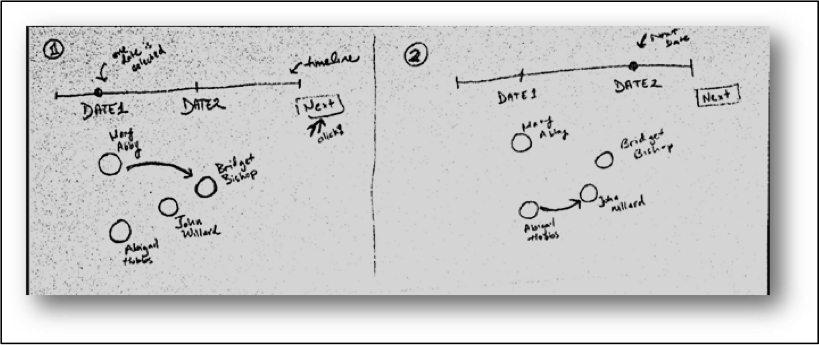 1
one
date is
selected
timeline
DATE1
DATE2
Next
click!
Mary
Abby
Bridget
Bishop
John
Willard
Abigail
Hobbs
2
next
date
DATE1
DATE2
Next
Mary
Abby
Bridget
Bishop
John
Willard
Abigail
Hobbs